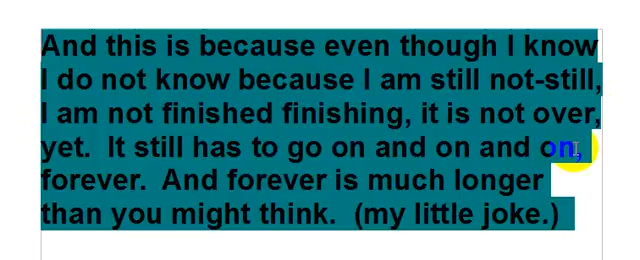 And this is because even though I know
I do not know because I am still not-still,
I am not finished finishing, it is not over,
yet.  It still has to go on and on and on,
forever.  And forever is much longer
than you might think.  (my little joke.)